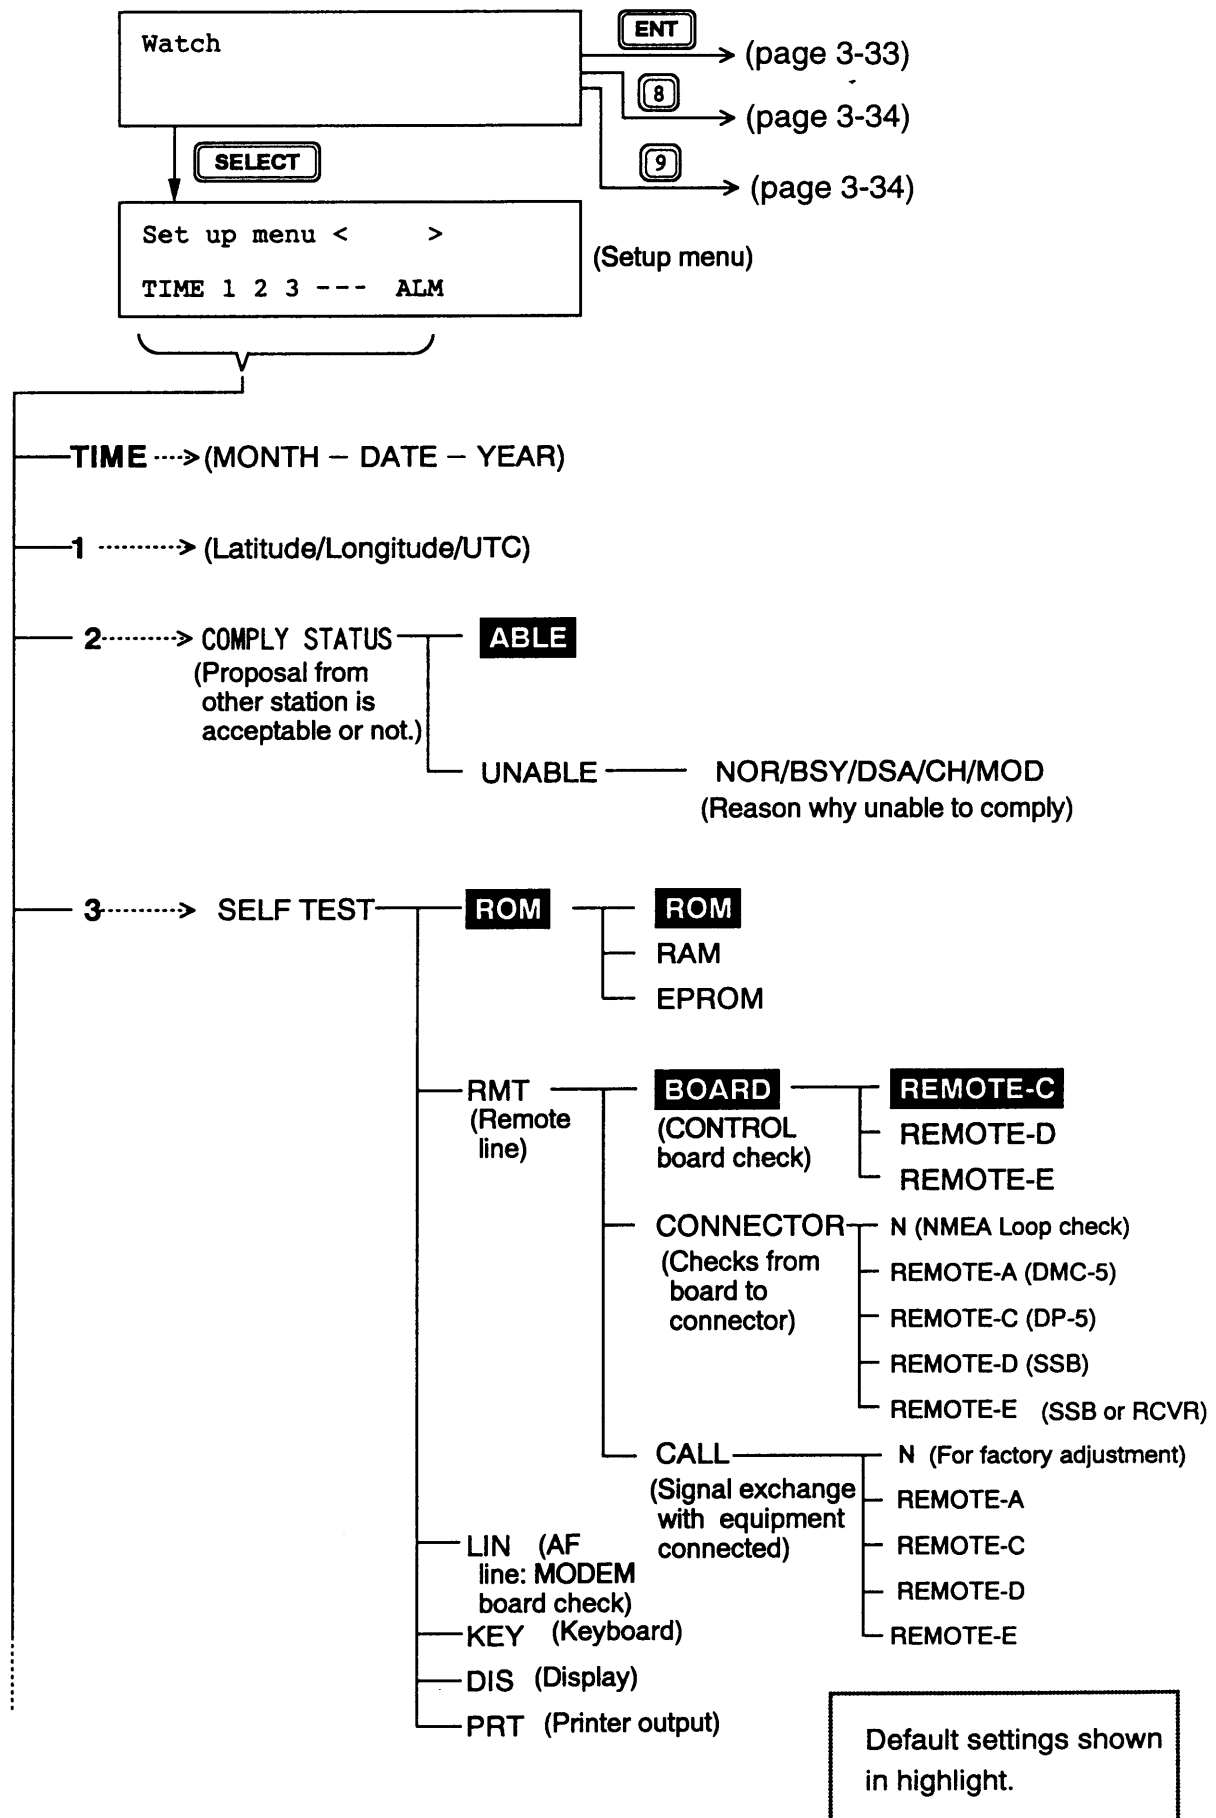 Watch
ENT
(page 3-33)
8
(page 3-34)
9
(page 3-34)
SELECT
Set up menu <     >
TIME 1 2 3 --- ALM
(Setup menu)
TIME (MONTH – DATE – YEAR)
1 (Latitude/Longitude/UTC)
2 COMPLY STATUS ABLE
(Proposal from
other station is
acceptable or not.)
UNABLE NOR/BSY/DSA/CH/MOD
(Reason why unable to comply)
3 SELF TEST ROM ROM
RAM
EPROM
RMT BOARD REMOTE-C
(Remote
line)
(CONTROL
board check)
REMOTE-D
REMOTE-E
CONNECTOR N (NMEA Loop check)
(Checks from
board to
connector)
REMOTE-A (DMC-5)
REMOTE-C (DP-5)
REMOTE-D (SSB)
REMOTE-E (SSB or RCVR)
CALL N (For factory adjustment)
(Signal exchange
with equipment
connected)
REMOTE-A
REMOTE-C
REMOTE-D
REMOTE-E
LIN (AF
line: MODEM
board check)
KEY (Keyboard)
DIS (Display)
PRT (Printer output)
Default settings shown
in highlight.